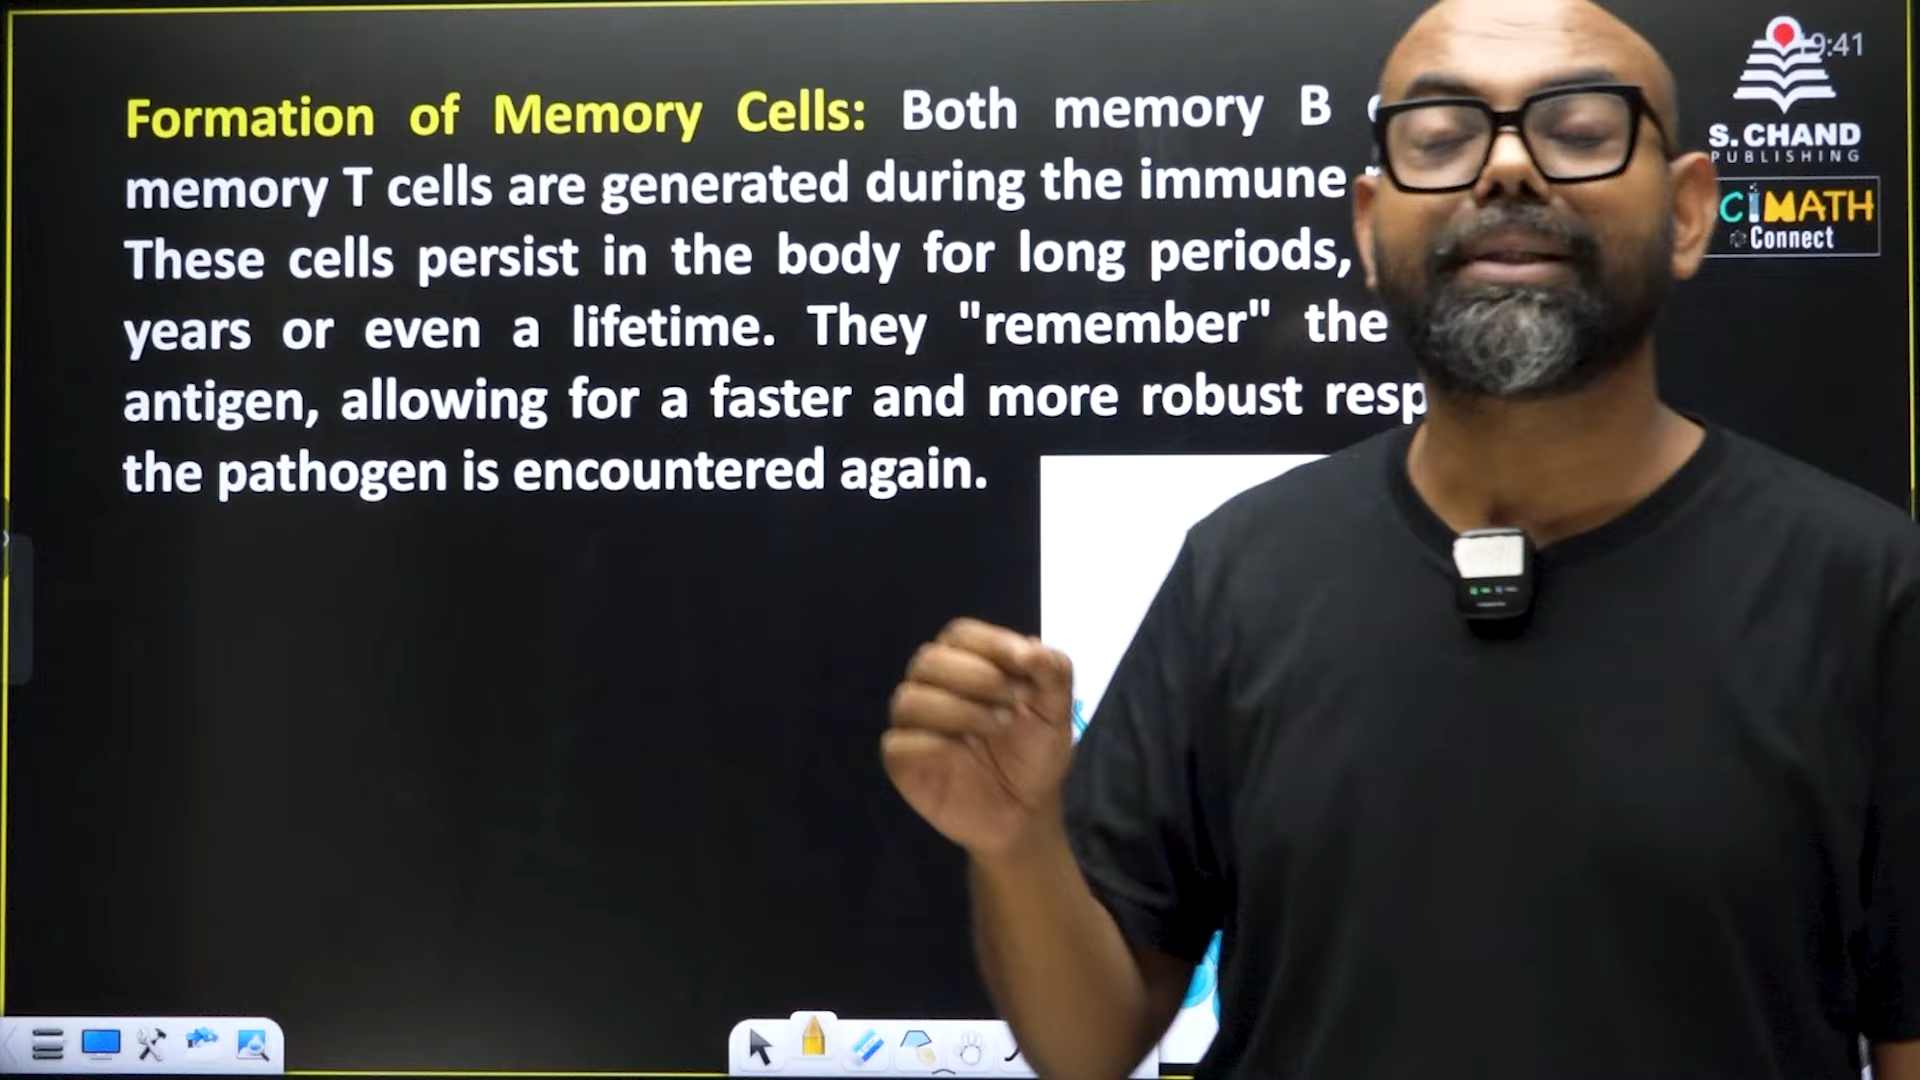 Formation of Memory Cells: Both memory B
memory T cells are generated during the immune
These cells persist in the body for long periods,
years or even a lifetime. They "remember" the
antigen, allowing for a faster and more robust resp
the pathogen is encountered again.
9:41
S. CHAND
PUBLISHING
CIMATH
Connect